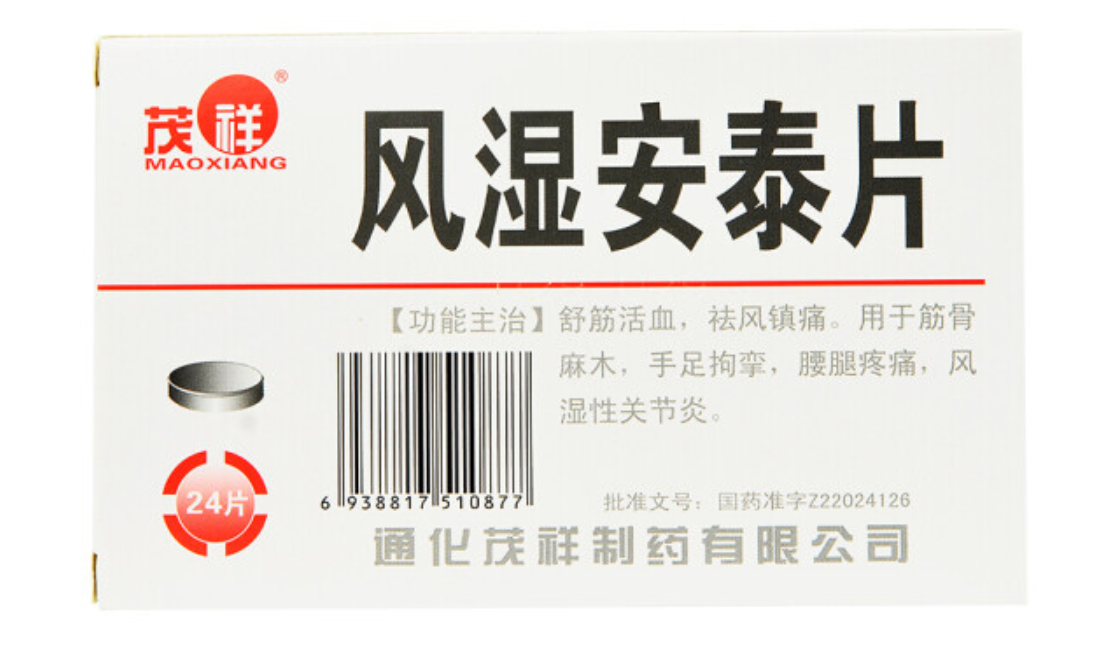 茂祥®
MAOXIANG
风湿安泰片
【功能主治】舒筋活血，祛风镇痛。用于筋骨
麻木，手足拘挛，腰腿疼痛，风
湿性关节炎。
24片
6 938817 510877
批准文号：国药准字Z22024126
通化茂祥制药有限公司